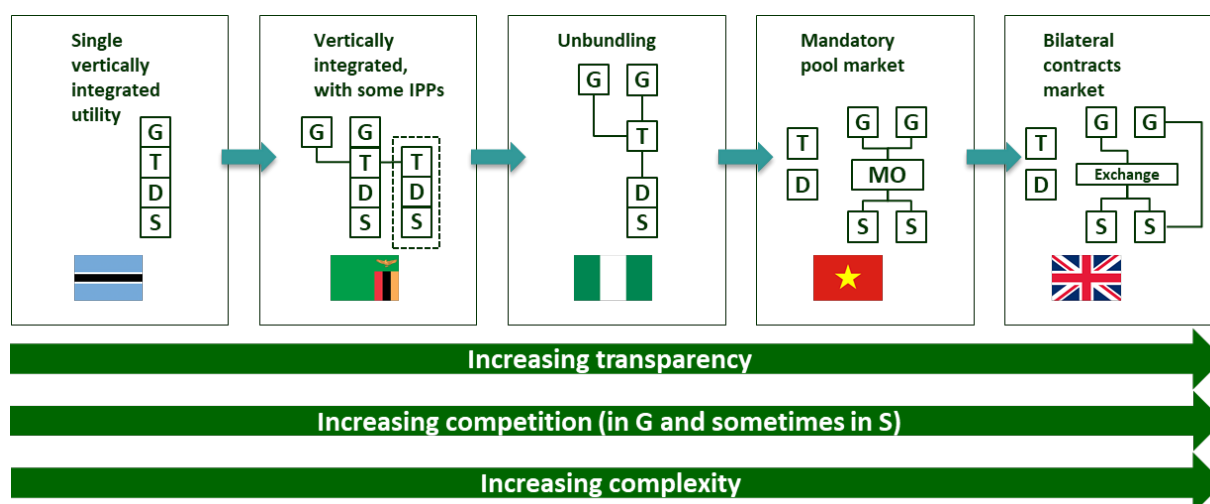 Single
vertically
integrated
utility
G
T
D
S
Vertically
integrated,
with some IPPs
G
G
T
D
S
T
D
S
Unbundling
G G
T
D
S
Mandatory
pool market
T
D
G G
MO
S S
Bilateral
contracts
market
T
D
G G
Exchange
S S
Increasing transparency
Increasing competition (in G and sometimes in S)
Increasing complexity